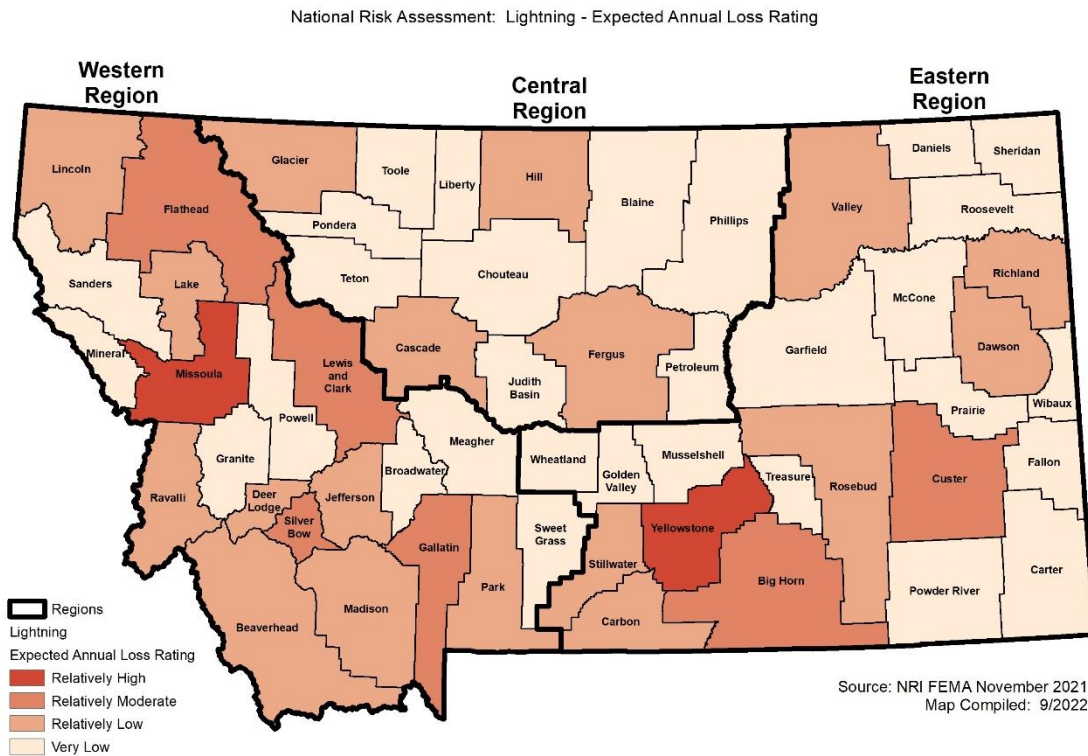 National Risk Assessment: Lightning - Expected Annual Loss Rating
Western
Region
Central
Region
Eastern
Region
Lincoln
Flathead
Glacier
Toole
Liberty
Hill
Blaine
Phillips
Valley
Daniels
Sheridan
Roosevelt
Pondera
Teton
Chouteau
Sanders
Lake
Richland
McCone
Mineral
Missoula
Lewis
and
Clark
Cascade
Judith
Basin
Fergus
Petroleum
Garfield
Dawson
Prairie
Wibaux
Powell
Granite
Meagher
Broadwater
Wheatland
Golden
Valley
Musselshell
Treasure
Rosebud
Custer
Fallon
Ravalli
Deer
Lodge
Silver
Bow
Jefferson
Gallatin
Park
Sweet
Grass
Stillwater
Yellowstone
Big Horn
Powder River
Carter
Beaverhead
Madison
Carbon
Regions
Lightning
Expected Annual Loss Rating
Relatively High
Relatively Moderate
Relatively Low
Very Low
Source: NRI FEMA November 2021
Map Compiled: 9/2022